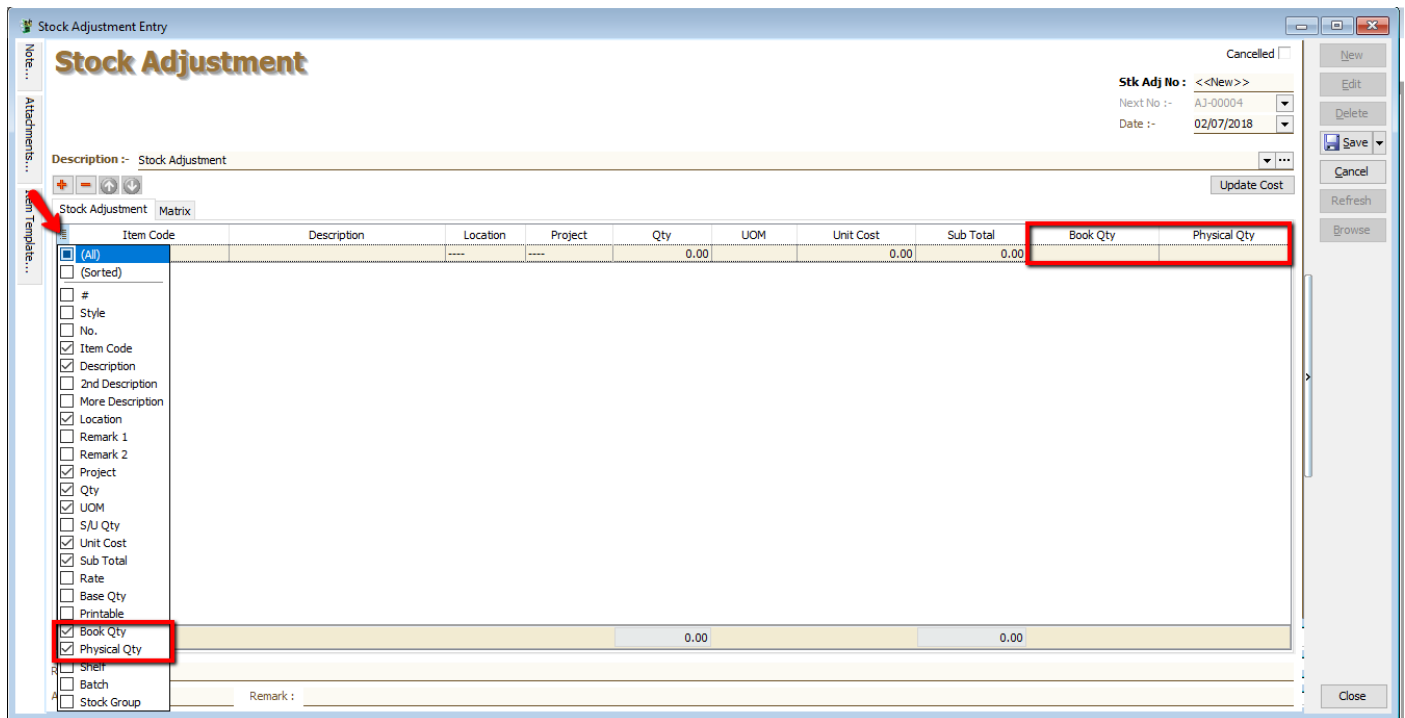 Stock Adjustment Entry
Note...
Attachments...
Item Template...
Stock Adjustment
Cancelled
Stk Adj No : <<New>>
Next No :- AJ-00004
Date :- 02/07/2018
Description :- Stock Adjustment
Update Cost
Stock Adjustment Matrix
Item Code Description Location Project Qty UOM Unit Cost Sub Total Book Qty Physical Qty
---- ---- 0.00 0.00 0.00
(All)
(Sorted)
#
Style
No.
Item Code
Description
2nd Description
More Description
Location
Remark 1
Remark 2
Project
Qty
UOM
S/U Qty
Unit Cost
Sub Total
Rate
Base Qty
Printable
Book Qty
Physical Qty
Shelf
Batch
Stock Group
0.00 0.00
Remark :
New
Edit
Delete
Save
Cancel
Refresh
Browse
Close